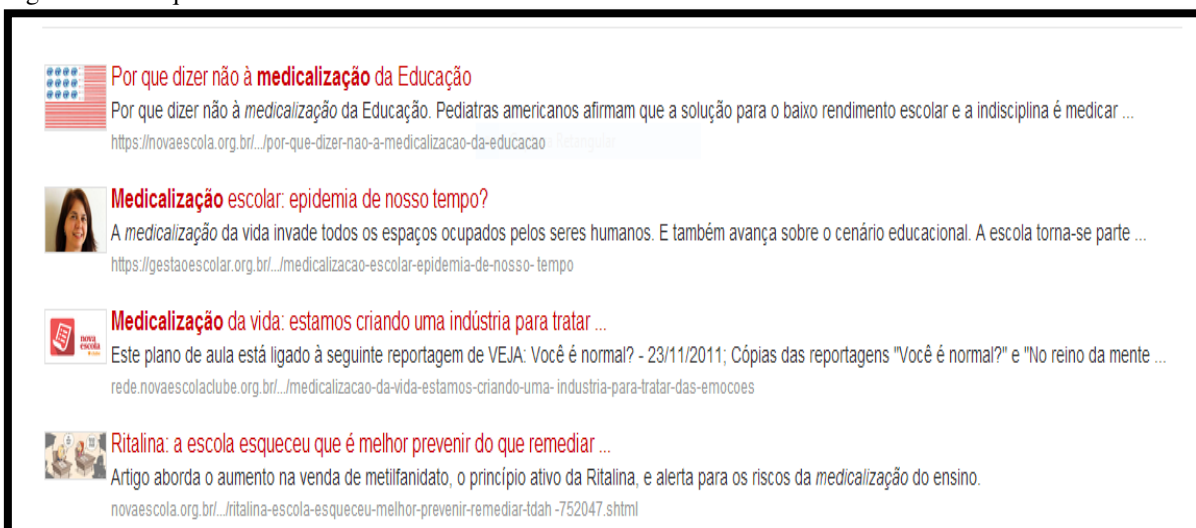 Por que dizer não à medicalização da Educação
Por que dizer não à medicalização da Educação. Pediatras americanos afirmam que a solução para o baixo rendimento escolar e a indisciplina é medicar ...
https://novaescola.org.br/.../por-que-dizer-nao-a-medicalizacao-da-educacao
Medicalização escolar: epidemia de nosso tempo?
A medicalização da vida invade todos os espaços ocupados pelos seres humanos. E também avança sobre o cenário educacional. A escola torna-se parte ...
https://gestaoescolar.org.br/.../medicalizacao-escolar-epidemia-de-nosso- tempo
Medicalização da vida: estamos criando uma indústria para tratar ...
nova escola
Este plano de aula está ligado à seguinte reportagem de VEJA: Você é normal? - 23/11/2011; Cópias das reportagens "Você é normal?" e "No reino da mente ...
rede.novaescolaclube.org.br/.../medicalizacao-da-vida-estamos-criando-uma- industria-para-tratar-das-emocoes
Ritalina: a escola esqueceu que é melhor prevenir do que remediar ...
Artigo aborda o aumento na venda de metilfanidato, o princípio ativo da Ritalina, e alerta para os riscos da medicalização do ensino.
novaescola.org.br/.../ritalina-escola-esqueceu-melhor-prevenir-remediar-tdah -752047.shtml